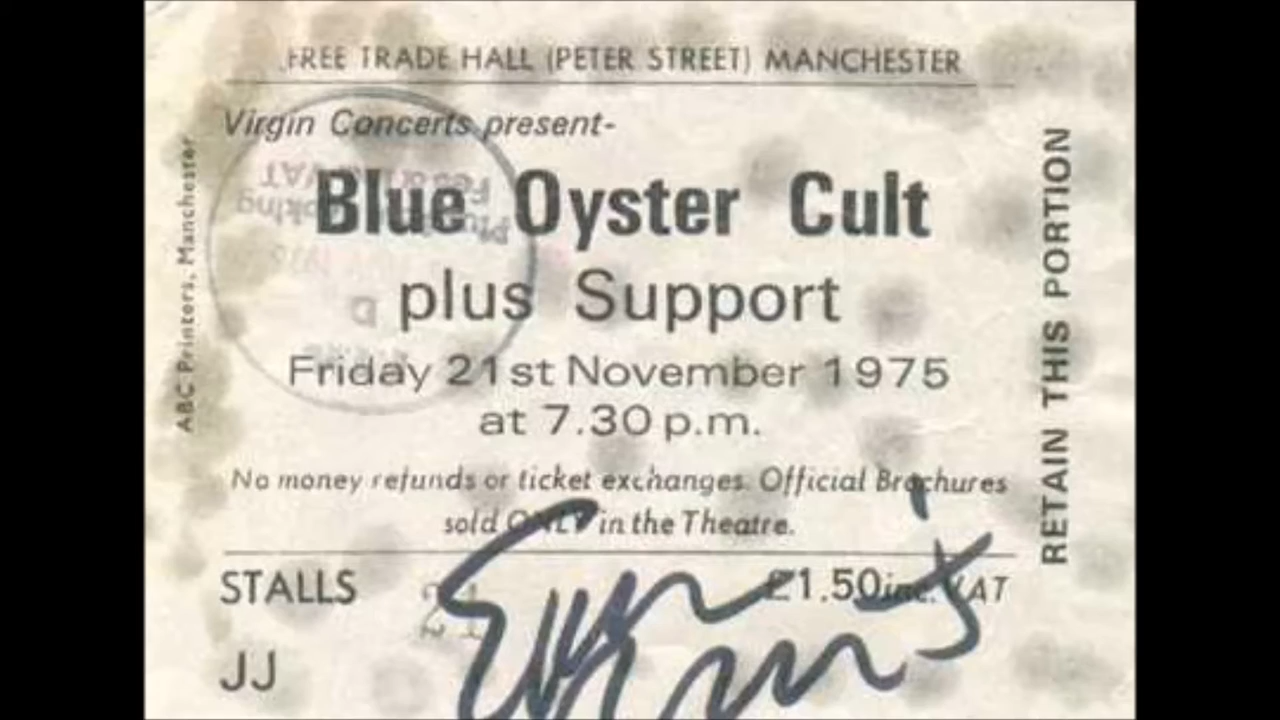 FREE TRADE HALL (PETER STREET) MANCHESTER
Virgin Concerts present-
Blue Oyster Cult
plus Support
Friday 21st November 1975
at 7.30 p.m.
No money refunds or ticket exchanges. Official Brochures
sold ONLY in the Theatre.
STALLS £1.50 inc. VAT
JJ
ABC Printers, Manchester
RETAIN THIS PORTION